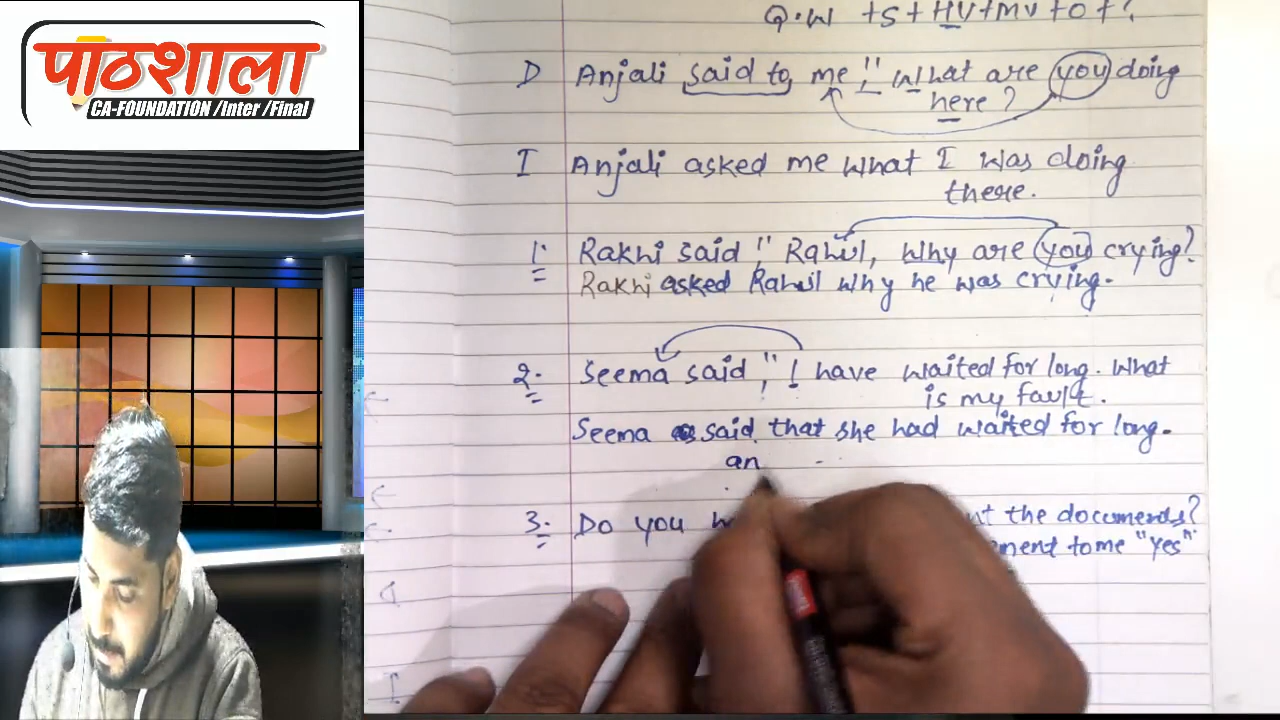 पाठशाला
CA-FOUNDATION /Inter /Final
Q.W +S+HV+MV+O+?
D Anjali said to me," What are you doing
here ?
I Anjali asked me what I was doing
there.
1. Rakhi said," Rahul, why are you crying?
Rakhi asked Rahul why he was crying.
2. Seema said," I have waited for long. What
is my fault.
Seema said that she had waited for long.
an
3. Do you the documends?
ment to me "yes"